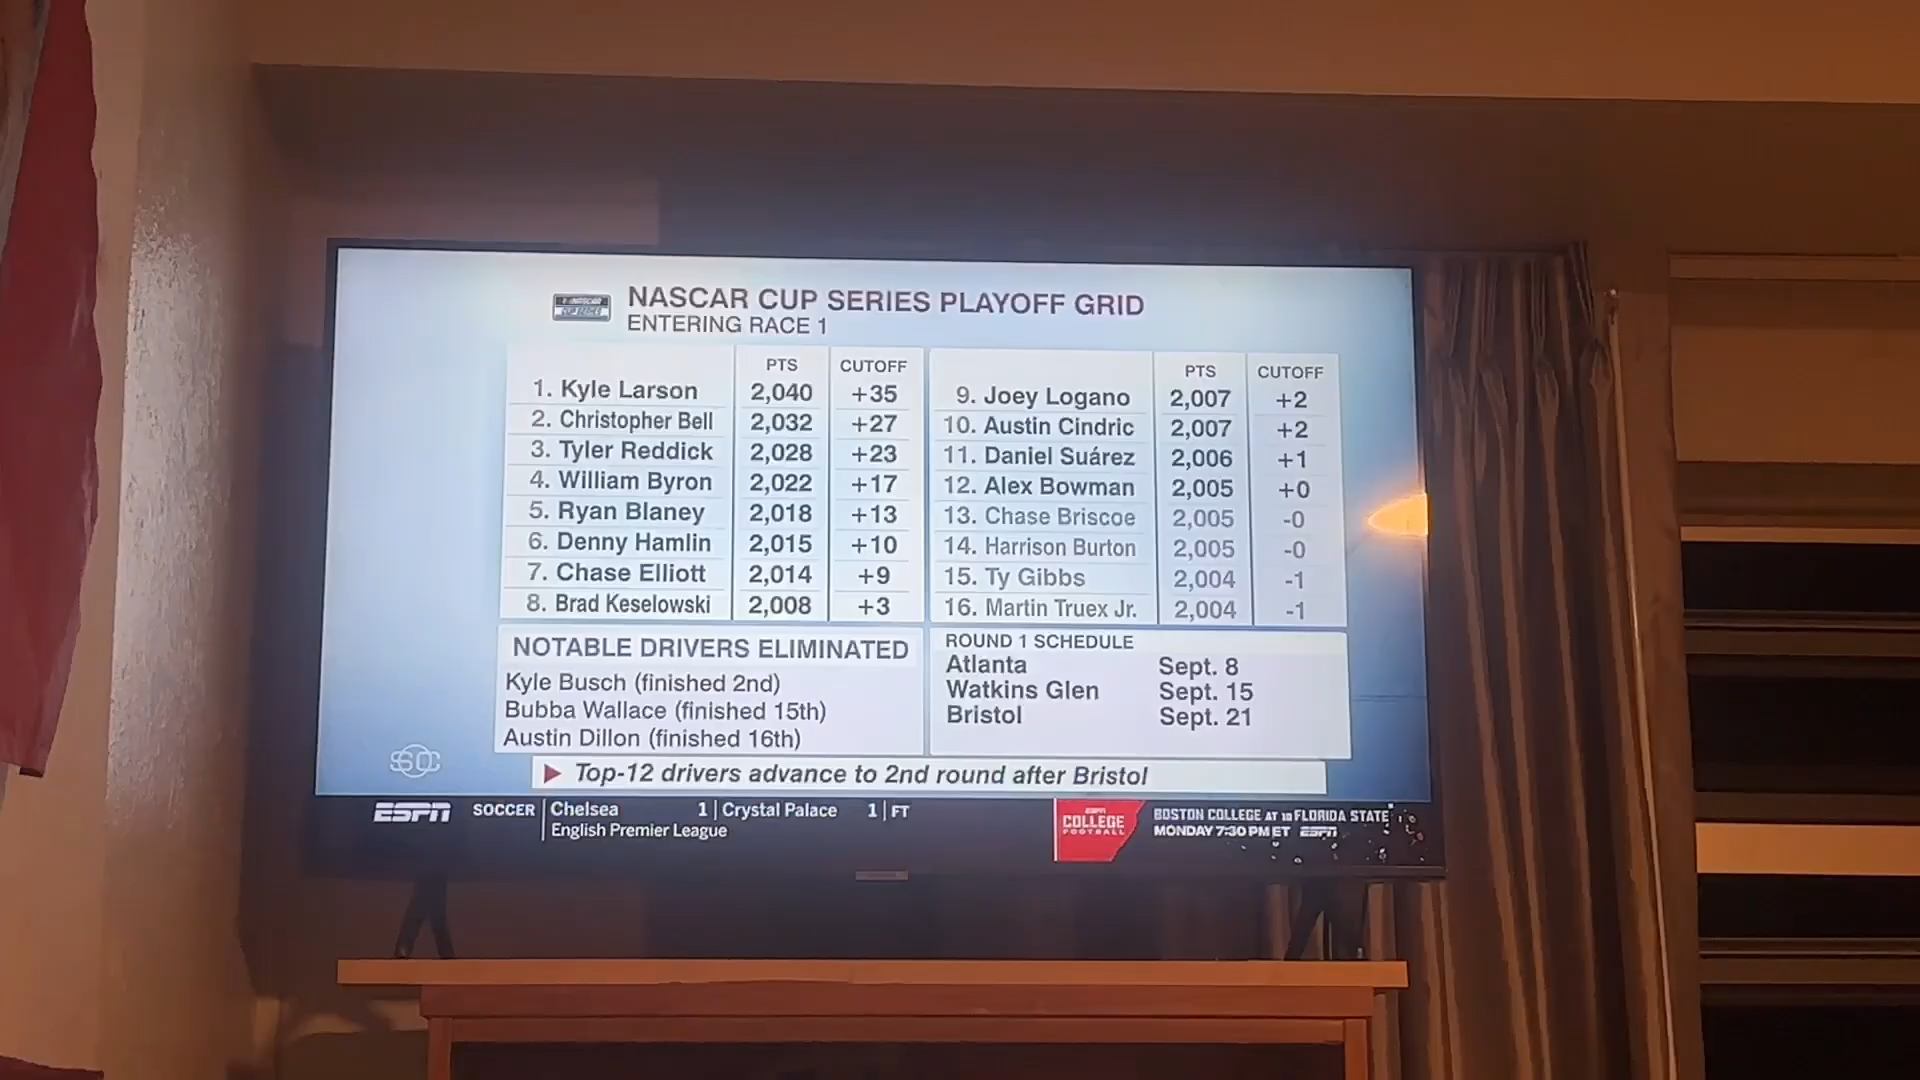 NASCAR CUP SERIES
NASCAR CUP SERIES PLAYOFF GRID
ENTERING RACE 1
PTS CUTOFF
1. Kyle Larson 2,040 +35
2. Christopher Bell 2,032 +27
3. Tyler Reddick 2,028 +23
4. William Byron 2,022 +17
5. Ryan Blaney 2,018 +13
6. Denny Hamlin 2,015 +10
7. Chase Elliott 2,014 +9
8. Brad Keselowski 2,008 +3
PTS CUTOFF
9. Joey Logano 2,007 +2
10. Austin Cindric 2,007 +2
11. Daniel Suárez 2,006 +1
12. Alex Bowman 2,005 +0
13. Chase Briscoe 2,005 -0
14. Harrison Burton 2,005 -0
15. Ty Gibbs 2,004 -1
16. Martin Truex Jr. 2,004 -1
NOTABLE DRIVERS ELIMINATED
Kyle Busch (finished 2nd)
Bubba Wallace (finished 15th)
Austin Dillon (finished 16th)
ROUND 1 SCHEDULE
Atlanta Sept. 8
Watkins Glen Sept. 15
Bristol Sept. 21
SC
Top-12 drivers advance to 2nd round after Bristol
ESPN SOCCER Chelsea 1 Crystal Palace 1 FT
English Premier League
ESPN
COLLEGE
FOOTBALL
BOSTON COLLEGE AT 10 FLORIDA STATE
MONDAY 7:30 PM ET ESPN